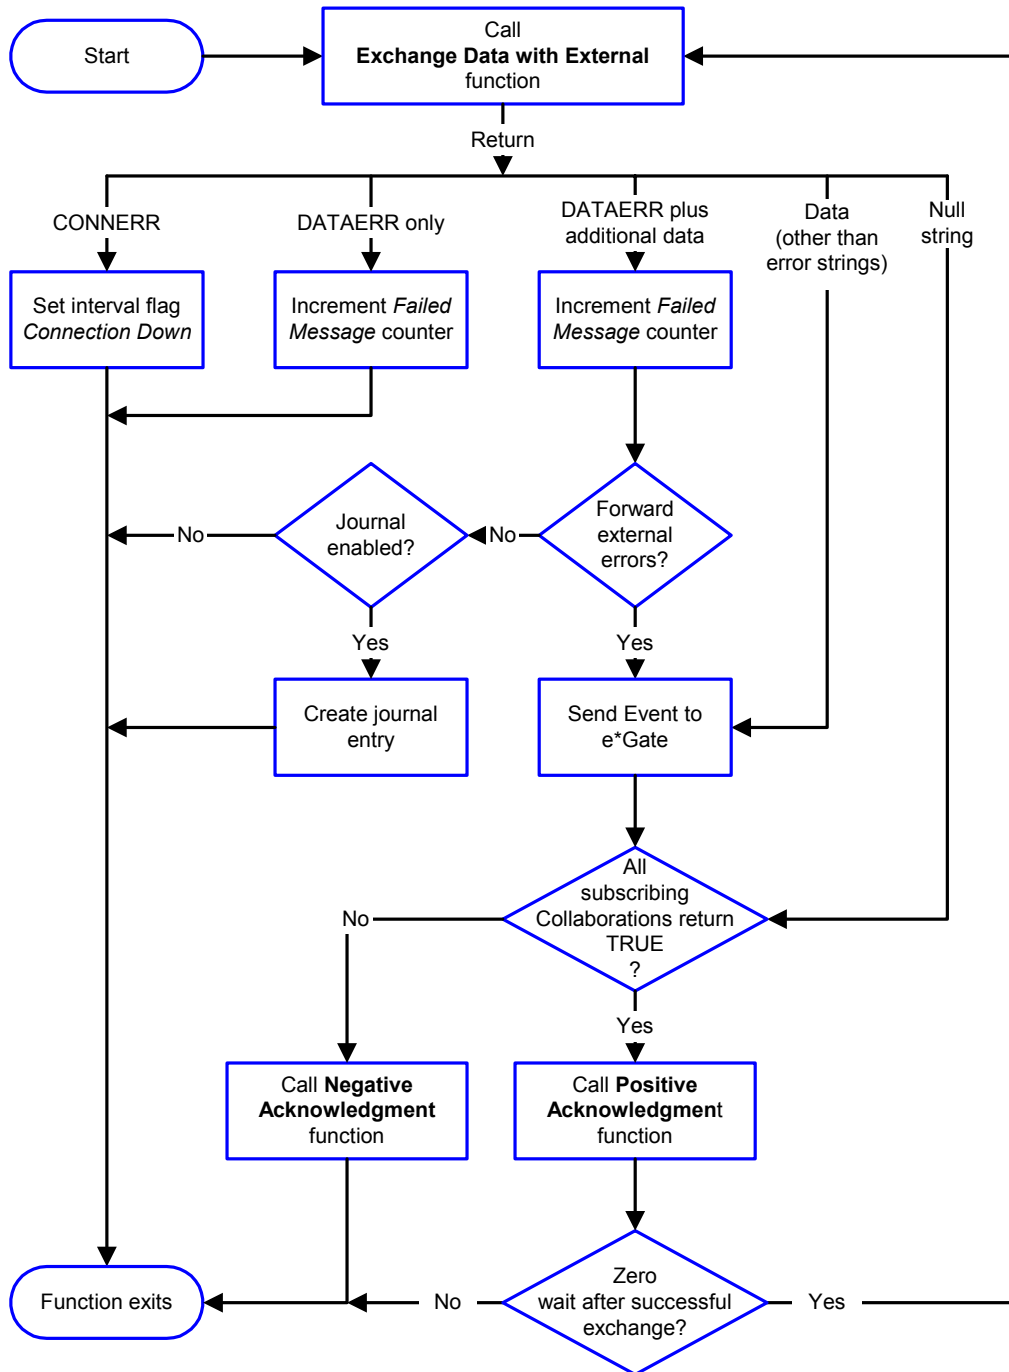 Start
Call
Exchange Data with External
function
Return
CONNERR
DATAERR only
DATAERR plus
additional data
Data
(other than
error strings)
Null
string
Set interval flag
Connection Down
Increment Failed
Message counter
Increment Failed
Message counter
No
Journal
enabled?
No
Forward
external
errors?
Yes
Yes
Create journal
entry
Send Event to
e*Gate
No
All
subscribing
Collaborations return
TRUE
?
Yes
Call Negative
Acknowledgment
function
Call Positive
Acknowledgment
function
Function exits
No
Zero
wait after successful
exchange?
Yes